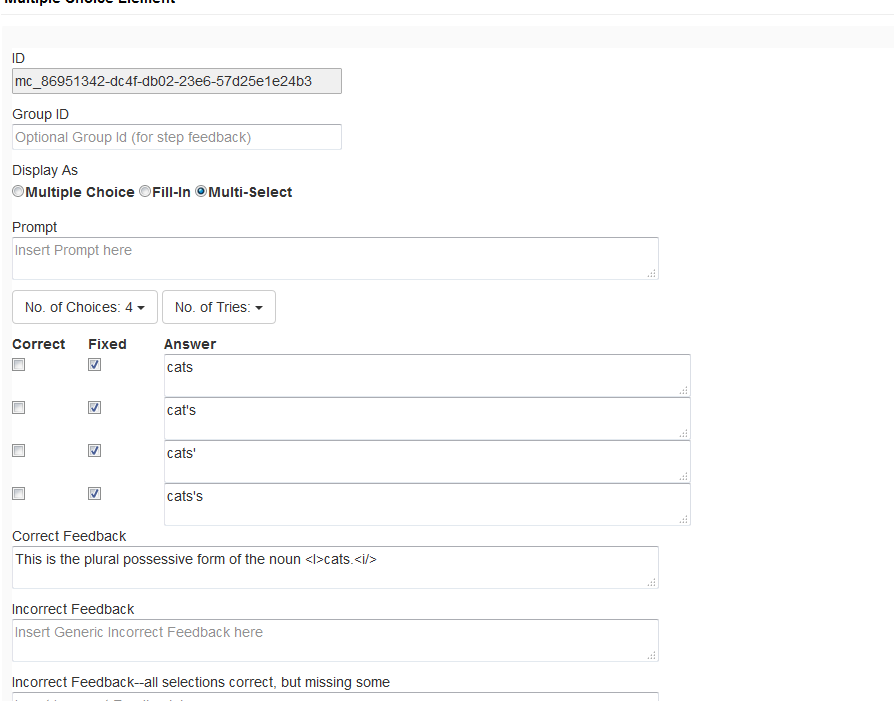 Multiple Choice Element
ID
mc_86951342-dc4f-db02-23e6-57d25e1e24b3
Group ID
Optional Group Id (for step feedback)
Display As
Multiple Choice Fill-In Multi-Select
Prompt
Insert Prompt here
No. of Choices: 4 No. of Tries:
Correct Fixed Answer
cats
cat's
cats'
cats's
Correct Feedback
This is the plural possessive form of the noun <I>cats.<i/>
Incorrect Feedback
Insert Generic Incorrect Feedback here
Incorrect Feedback--all selections correct, but missing some